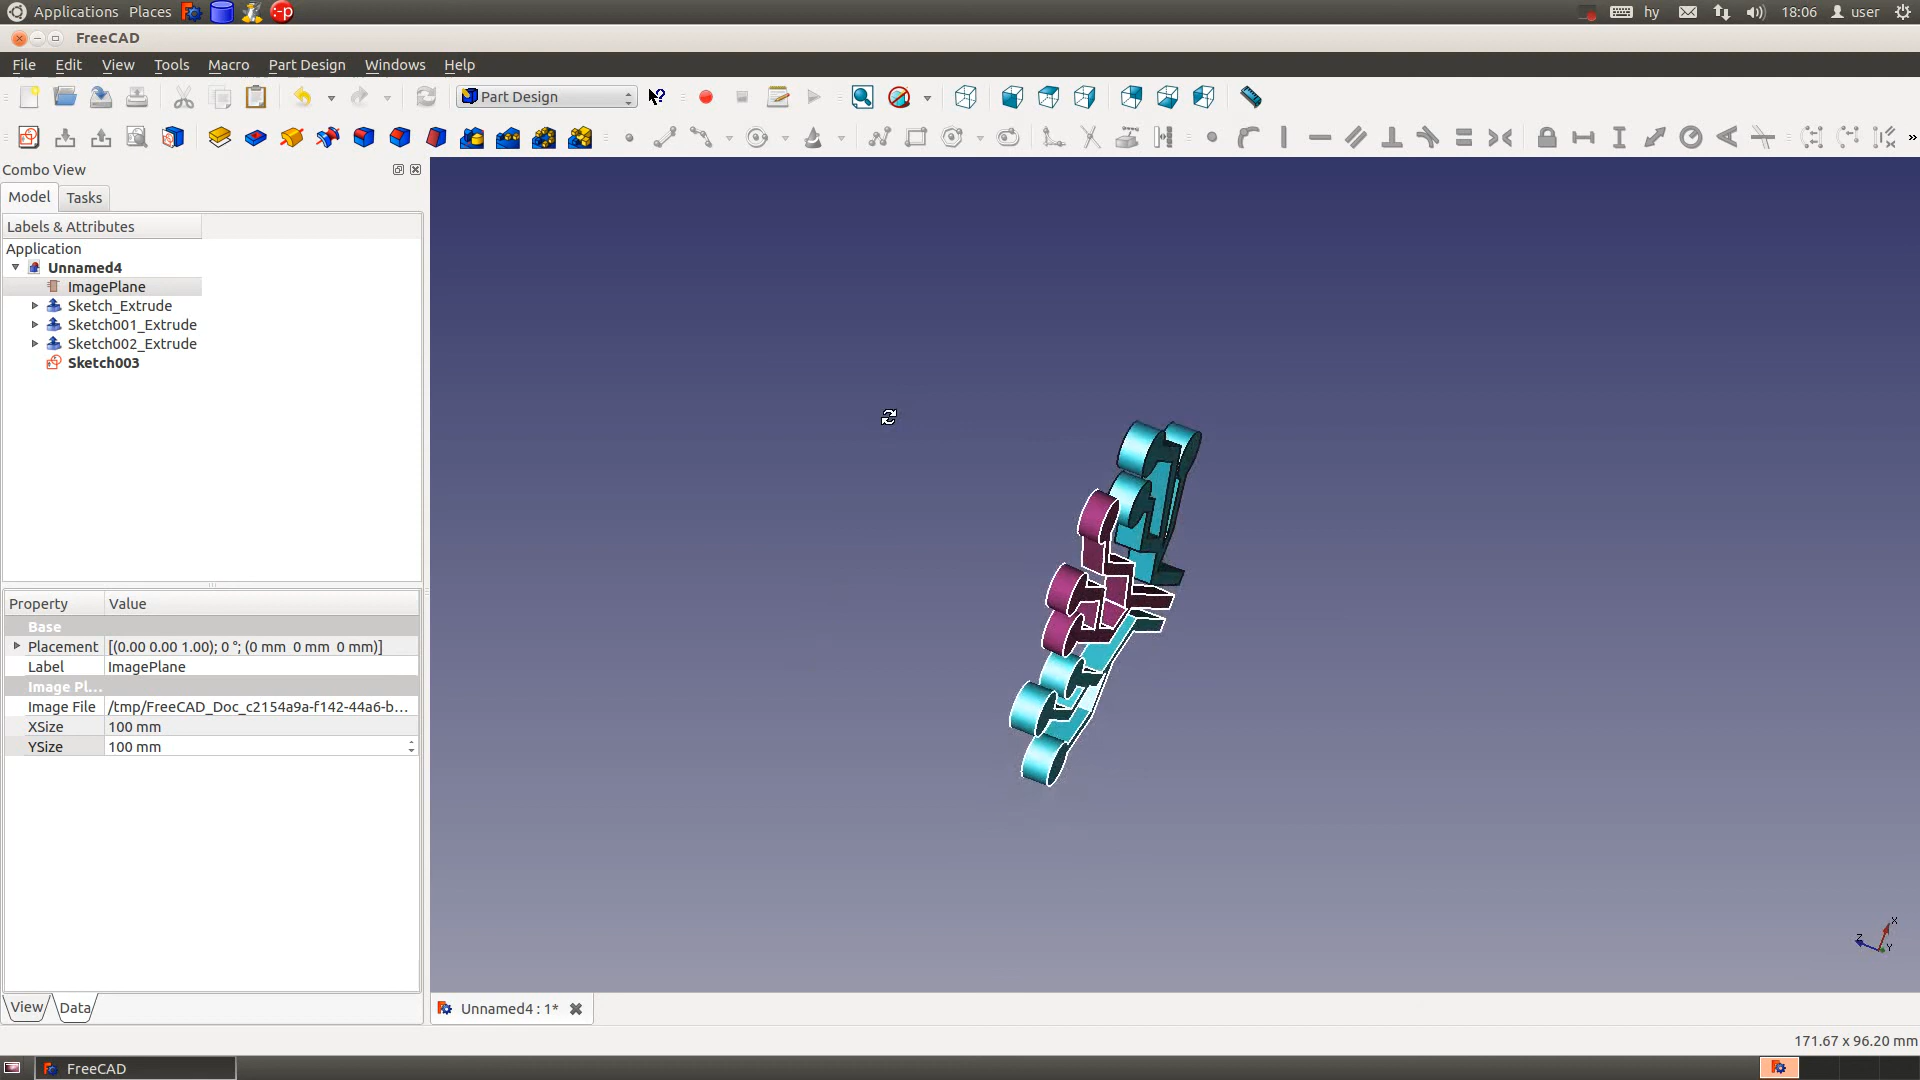 Applications Places hy 18:06 user
FreeCAD
File Edit View Tools Macro Part Design Windows Help
Part Design
Combo View
Model Tasks
Labels & Attributes
Application
Unnamed4
ImagePlane
Sketch_Extrude
Sketch001_Extrude
Sketch002_Extrude
Sketch003
Property Value
Base
Placement [(0.00 0.00 1.00); 0 °; (0 mm 0 mm 0 mm)]
Label ImagePlane
Image Pl...
Image File /tmp/FreeCAD_Doc_c2154a9a-f142-44a6-b...
XSize 100 mm
YSize 100 mm
X
Z
Y
View Data
Unnamed4 : 1*
171.67 x 96.20 mm
FreeCAD